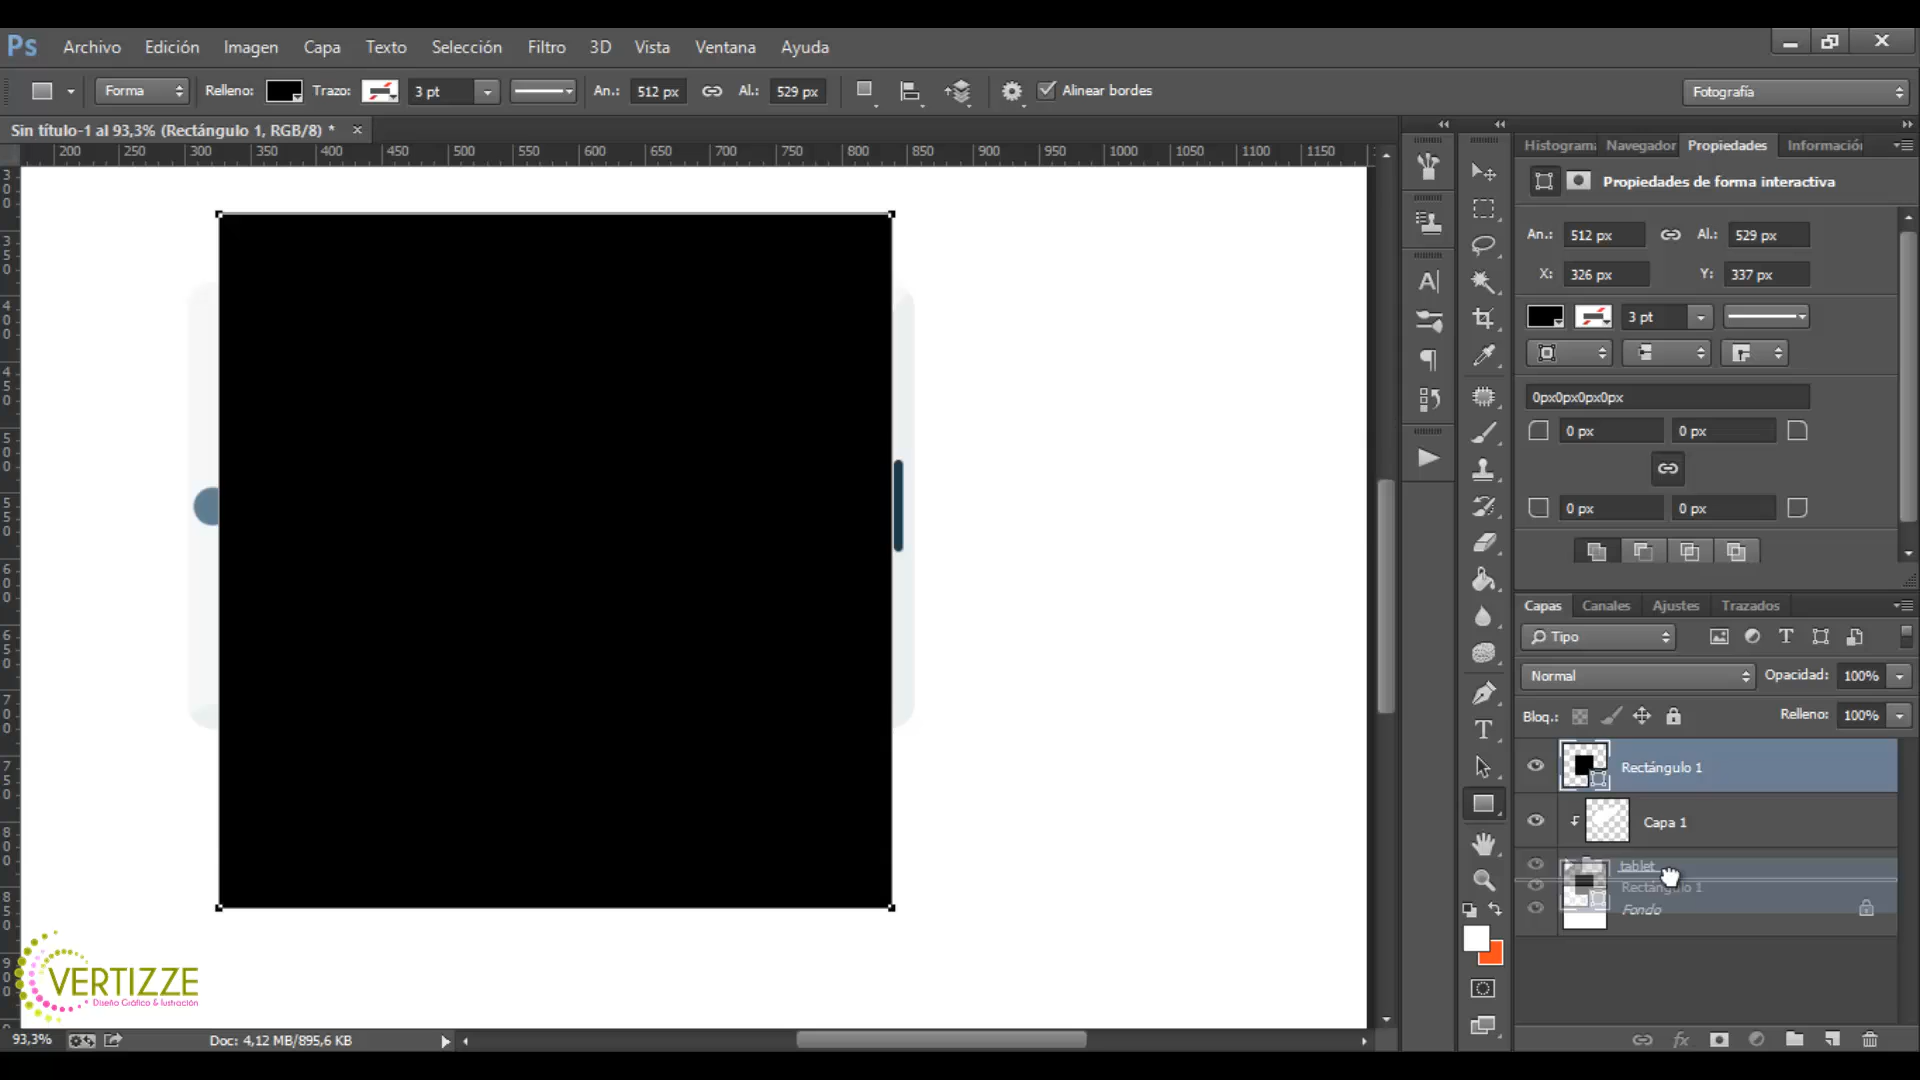 Ps Archivo Edición Imagen Capa Texto Selección Filtro 3D Vista Ventana Ayuda
Forma Relleno: Trazo: 3 pt An.: 512 px Al.: 529 px Alinear bordes Fotografía
Sin título-1 al 93,3% (Rectángulo 1, RGB/8) *
200 250 300 350 400 450 500 550 600 650 700 750 800 850 900 950 1000 1050 1100 1150
Histograma Navegador Propiedades Información
Propiedades de forma interactiva
An.: 512 px Al.: 529 px
X: 326 px Y: 337 px
3 pt
0px0px0px0px
0 px 0 px
0 px 0 px
Capas Canales Ajustes Trazados
Tipo
Normal Opacidad: 100%
Bloq.: Relleno: 100%
Rectángulo 1
Capa 1
tablet
Rectángulo 1
Fondo
VERTIZZE
Diseño Gráfico & Ilustración
93,3% Doc: 4,12 MB/895,6 KB